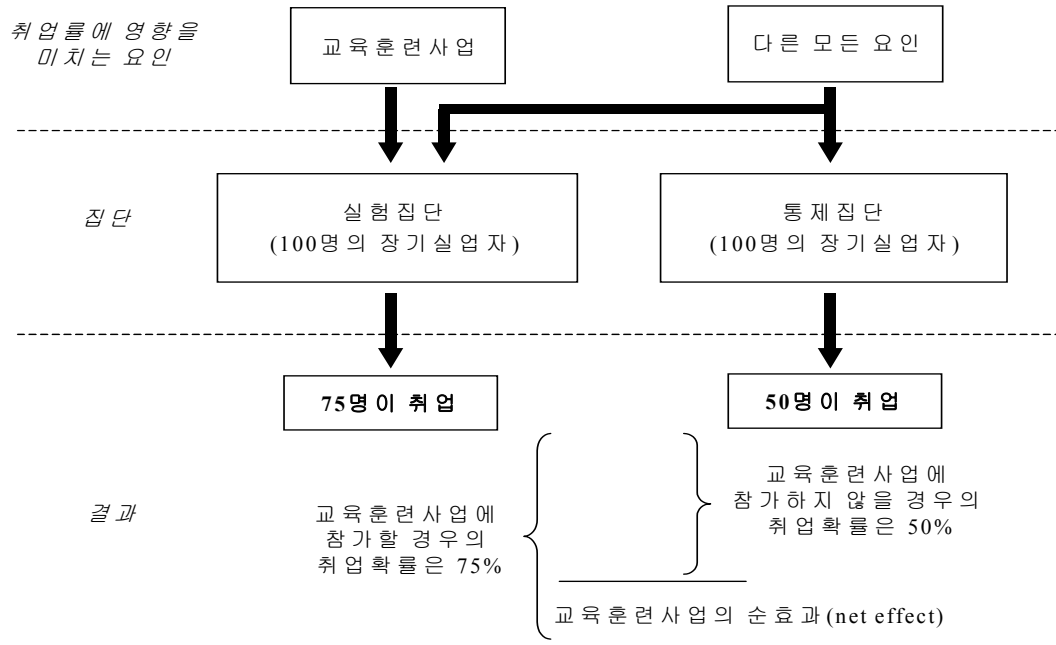 취업률에 영향을
미치는 요인
교육훈련사업
다른 모든 요인
집단
실험집단
(100명의 장기실업자)
통제집단
(100명의 장기실업자)
75명이 취업
50명이 취업
결과
교육훈련사업에
참가할 경우의
취업확률은 75%
교육훈련사업에
참가하지 않을 경우의
취업확률은 50%
교육훈련사업의 순효과(net effect)